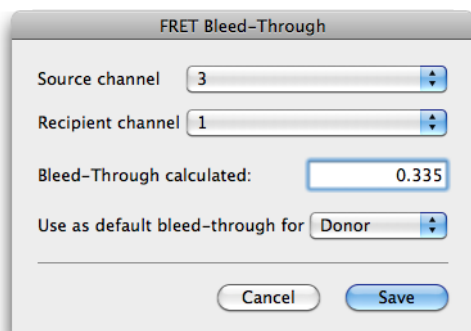 FRET Bleed-Through
Source channel 3
Recipient channel 1
Bleed-Through calculated: 0.335
Use as default bleed-through for Donor
Cancel Save